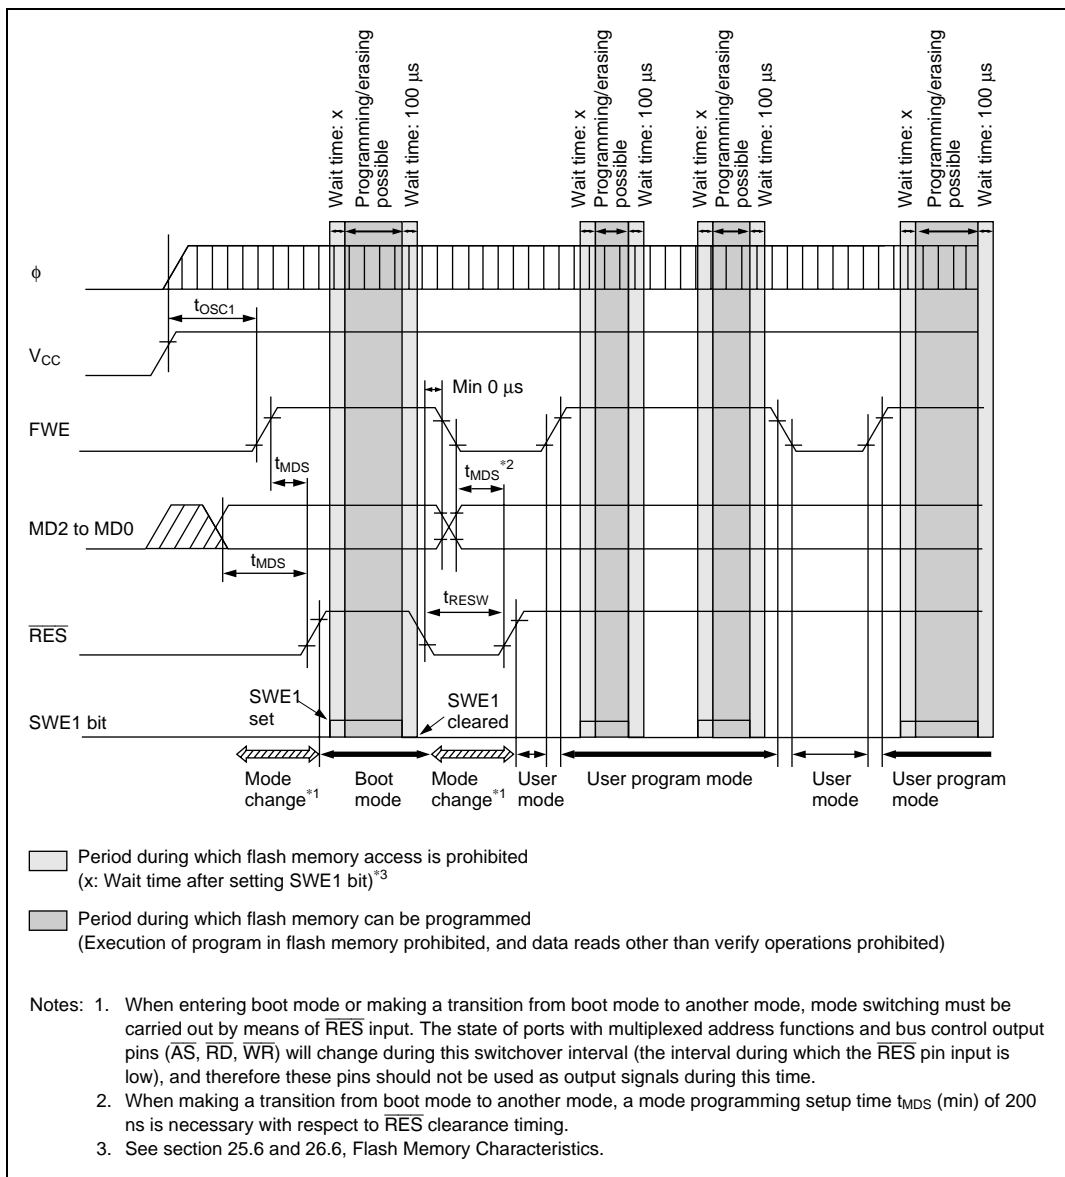 Wait time: x
Programming/erasing
possible
Wait time: 100 µs
Wait time: x
Programming/erasing
possible
Wait time: 100 µs
Wait time: x
Programming/erasing
possible
Wait time: 100 µs
Wait time: x
Programming/erasing
possible
Wait time: 100 µs
ϕ
tOSC1
VCC
Min 0 µs
FWE
tMDS
tMDS*2
MD2 to MD0
tMDS
tRESW
RES
SWE1
set
SWE1
cleared
SWE1 bit
Mode
change*1
Boot
mode
Mode
change*1
User
mode
User program mode
User
mode
User program
mode
Period during which flash memory access is prohibited
(x: Wait time after setting SWE1 bit)*3
Period during which flash memory can be programmed
(Execution of program in flash memory prohibited, and data reads other than verify operations prohibited)
Notes: 1. When entering boot mode or making a transition from boot mode to another mode, mode switching must be
carried out by means of RES input. The state of ports with multiplexed address functions and bus control output
pins (AS, RD, WR) will change during this switchover interval (the interval during which the RES pin input is
low), and therefore these pins should not be used as output signals during this time.
2. When making a transition from boot mode to another mode, a mode programming setup time tMDS (min) of 200
ns is necessary with respect to RES clearance timing.
3. See section 25.6 and 26.6, Flash Memory Characteristics.